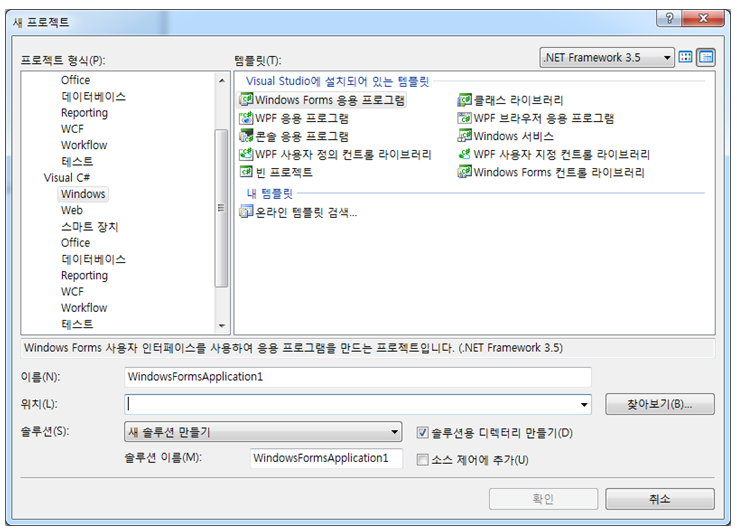 새 프로젝트
프로젝트 형식(P):
템플릿(T):
.NET Framework 3.5
Office
데이터베이스
Reporting
WCF
Workflow
테스트
Visual C#
Windows
Web
스마트 장치
Office
데이터베이스
Reporting
WCF
Workflow
테스트
Visual Studio에 설치되어 있는 템플릿
Windows Forms 응용 프로그램
클래스 라이브러리
WPF 응용 프로그램
WPF 브라우저 응용 프로그램
콘솔 응용 프로그램
Windows 서비스
WPF 사용자 정의 컨트롤 라이브러리
WPF 사용자 지정 컨트롤 라이브러리
빈 프로젝트
Windows Forms 컨트롤 라이브러리
내 템플릿
온라인 템플릿 검색...
Windows Forms 사용자 인터페이스를 사용하여 응용 프로그램을 만드는 프로젝트입니다. (.NET Framework 3.5)
이름(N):
WindowsFormsApplication1
위치(L):
찾아보기(B)...
솔루션(S):
새 솔루션 만들기
솔루션용 디렉터리 만들기(D)
솔루션 이름(M):
WindowsFormsApplication1
소스 제어에 추가(U)
확인
취소